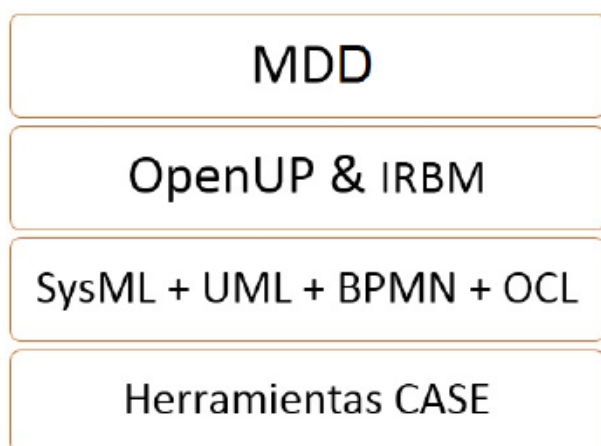 MDD
OpenUP & IRBM
SysML + UML + BPMN + OCL
Herramientas CASE